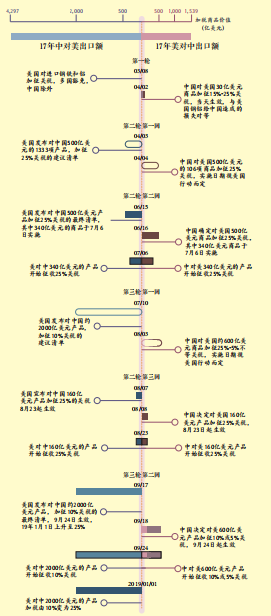 加征商品价值
(亿美元)
4,297 1,000 500 500 1,000 1,539
17年中对美出口额 17年美对中出口额
第一轮
03/08
美国对进口钢铁和铝
加征关税，多国豁免，
中国除外
04/02
中国对美国30亿美元
商品加征15%-25%
关税，当天生效，与美
国钢铝给中国造成的
损失对等
第二轮 第一回
04/03
美国发布对中国500亿美
元的1333项产品，加征
25%关税的建议清单
04/04
中国对美国500亿美元
的106项商品加征25%
关税，实施日期视美国
行动而定
第二轮 第二回
06/15
美国发布对中国500亿美元产
品加征25%关税的最终清单，
其中340亿美元商品于7月6
日实施
06/16
中国确定对美国500亿
美元商品加征25%关税，
其中340亿美元商品于
7月6日实施
07/06
美对中340亿美元的产品
开始征收25%关税
中对美340亿美元的产品
开始征收25%关税
第三轮 第一回
07/10
美国发布对中国约
2000亿美元产品，
加征10%关税的
建议清单
08/03
中国对美国约600亿美
元商品加征25%-5%不
等关税，实施日期视
美国行动而定
第二轮 第三回
08/07
美国宣布对中国160亿
美元产品加征25%的关税，
8月23起生效
08/08
中国决定对美国160亿
美元产品加征25%关税，
8月23日起生效
08/23
美对中160亿美元的产品
开始征收25%关税
中对美160亿美元的产品
开始征收25%关税
第三轮 第二回
09/17
美国发布对中国约2000亿
美元产品，加征10%关税的
最终清单，9月24日生效，
19年1月1日上升至25%
09/18
中国决定对美600亿美
元产品加征10%或5%关
税，9月24日起生效
09/24
美对中2000亿美元的产品
开始征收10%关税
中对美600亿美元产品
开始征收10%或5%关税
2019/01/01
美对中2000亿美元的产品
加收的10%变为25%